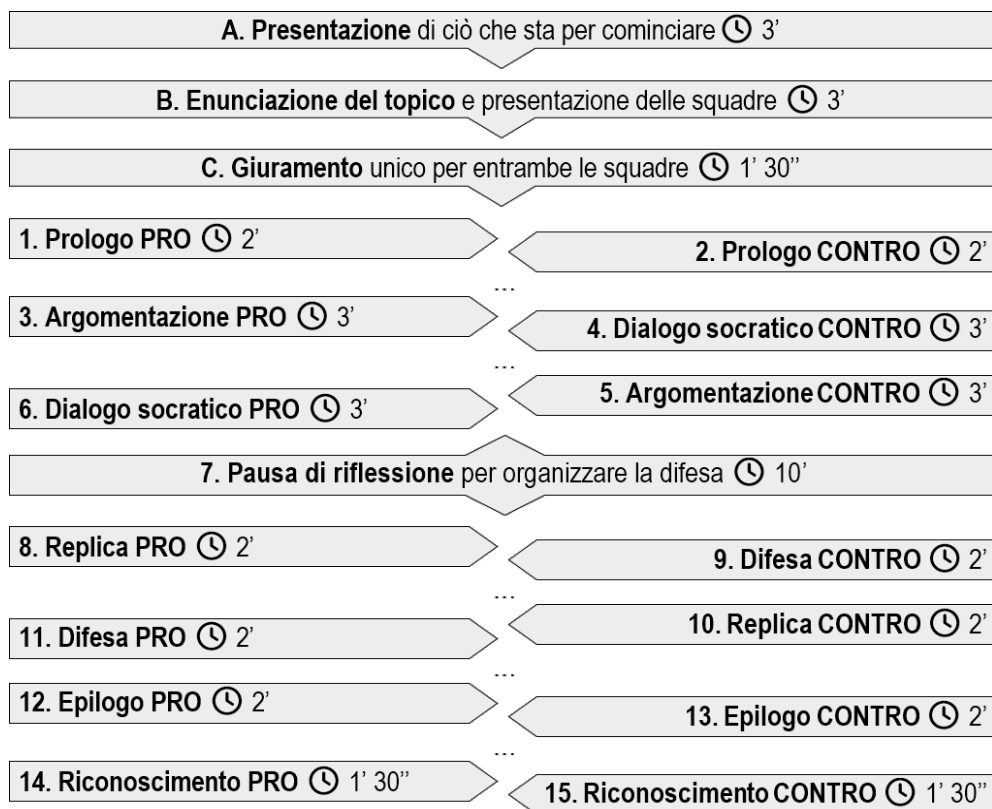 A. Presentazione di ciò che sta per cominciare 3’
B. Enunciazione del topico e presentazione delle squadre 3’
C. Giuramento unico per entrambe le squadre 1’ 30’’
1. Prologo PRO 2’
2. Prologo CONTRO 2’
...
3. Argomentazione PRO 3’
4. Dialogo socratico CONTRO 3’
...
5. Argomentazione CONTRO 3’
6. Dialogo socratico PRO 3’
7. Pausa di riflessione per organizzare la difesa 10’
8. Replica PRO 2’
9. Difesa CONTRO 2’
...
10. Replica CONTRO 2’
11. Difesa PRO 2’
...
12. Epilogo PRO 2’
13. Epilogo CONTRO 2’
...
14. Riconoscimento PRO 1’ 30’’
15. Riconoscimento CONTRO 1’ 30’’